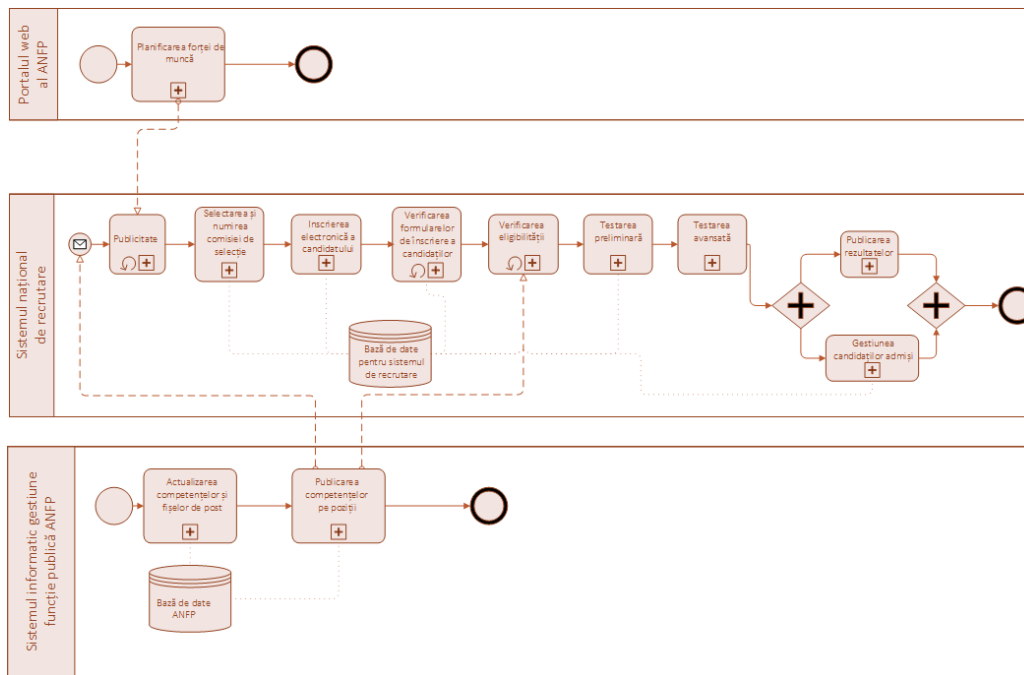 Portalul web
al ANFP
Planificarea forței de
muncă
Sistemul național
de recrutare
Publicitate
Selectarea și
numirea
comisiei de
selecție
Inscrierea
electronică a
candidatului
Verificarea
formularelor
de înscriere a
candidaților
Verificarea
eligibilității
Testarea
preliminară
Testarea
avansată
Publicarea
rezultatelor
Gestiunea
candidaților admiși
Bază de date
pentru sistemul
de recrutare
Sistemul informatic gestiune
funcție publică ANFP
Actualizarea
competențelor și
fișelor de post
Publicarea
competențelor
pe poziții
Bază de date
ANFP